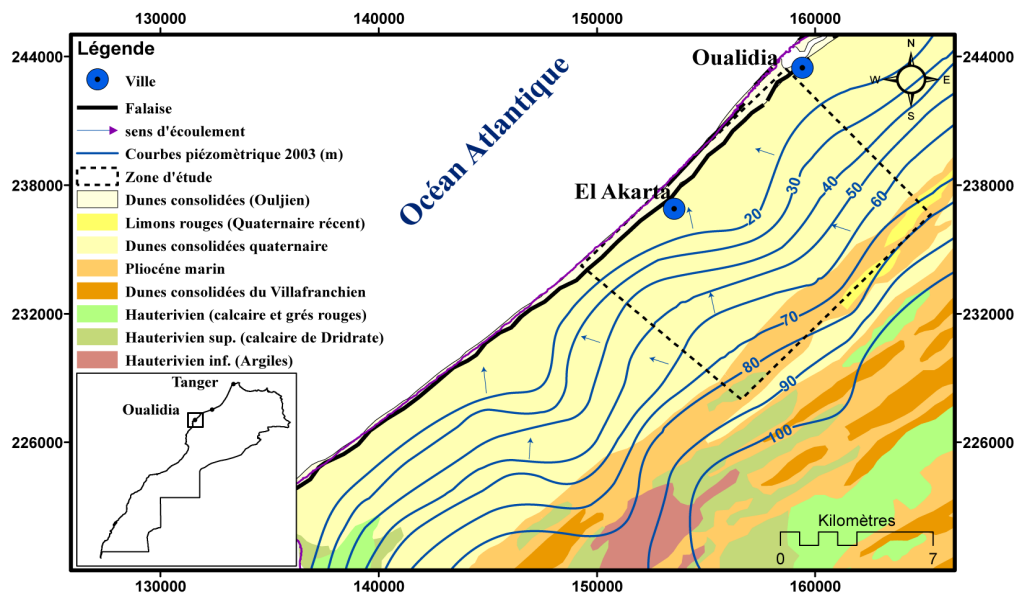 130000 140000 150000 160000
244000
238000
232000
226000
244000
238000
232000
226000
Légende
Ville
Falaise
sens d'écoulement
Courbes piézomètrique 2003 (m)
Zone d'étude
Dunes consolidées (Ouljien)
Limons rouges (Quaternaire récent)
Dunes consolidées quaternaire
Pliocéne marin
Dunes consolidées du Villafranchien
Hauterivien (calcaire et grés rouges)
Hauterivien sup. (calcaire de Dridrate)
Hauterivien inf. (Argiles)
Tanger
Oualidia
Océan Atlantique
Oualidia
El Akarta
N
W E
S
20
30
40
50
60
70
80
90
100
Kilomètres
0 7
130000 140000 150000 160000